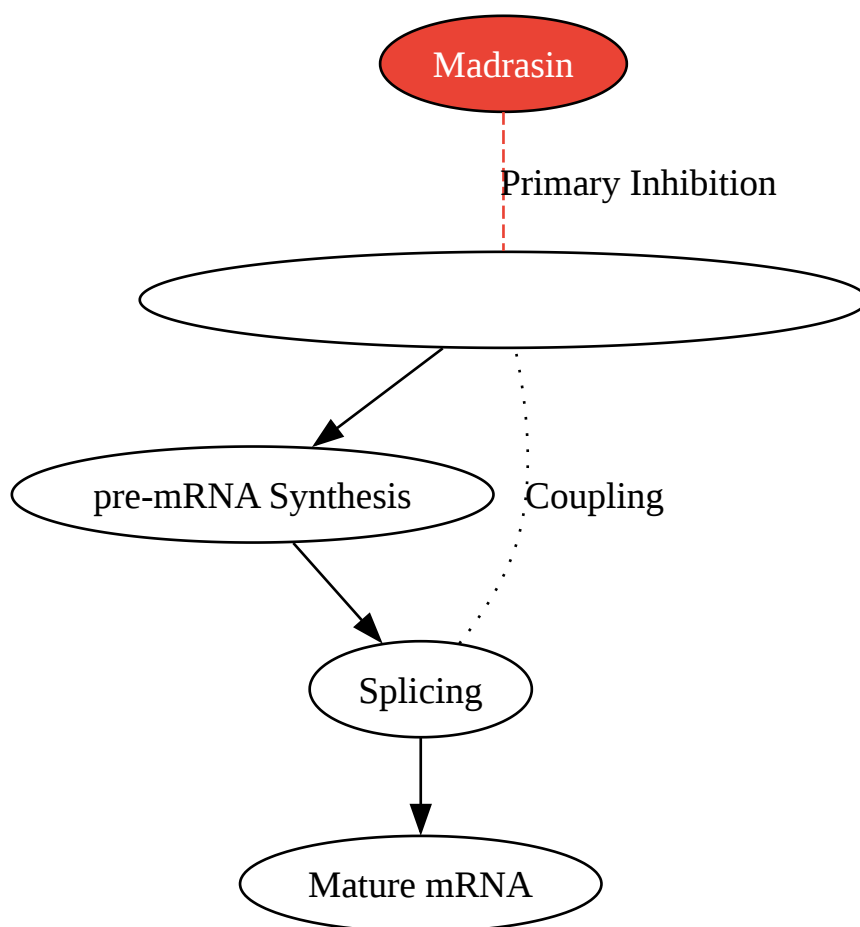 Madrasin
Primary Inhibition
pre-mRNA Synthesis
Coupling
Splicing
Mature mRNA